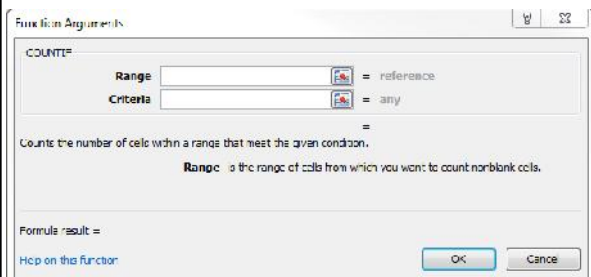 Function Arguments
COUNTIF
Range = reference
Criteria = any
=
Counts the number of cells within a range that meet the given condition.
Range is the range of cells from which you want to count nonblank cells.
Formula result =
Help on this function OK Cancel